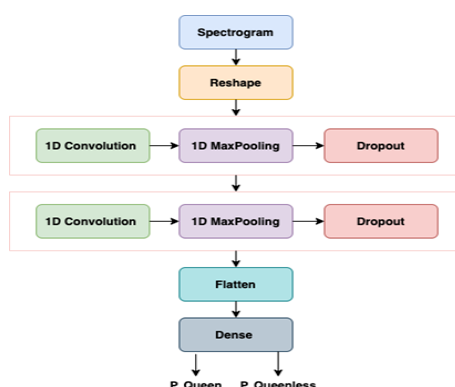 Spectrogram
Reshape
1D Convolution 1D MaxPooling Dropout
1D Convolution 1D MaxPooling Dropout
Flatten
Dense
P_Queen P_Queenless